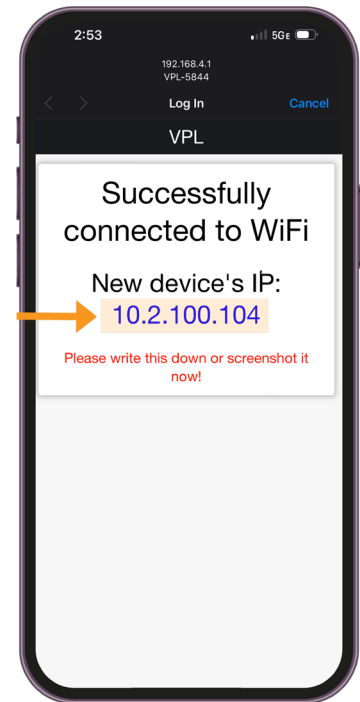 2:53
5GE
192.168.4.1
VPL-5844
Log In
Cancel
VPL
Successfully
connected to WiFi
New device's IP:
10.2.100.104
Please write this down or screenshot it
now!